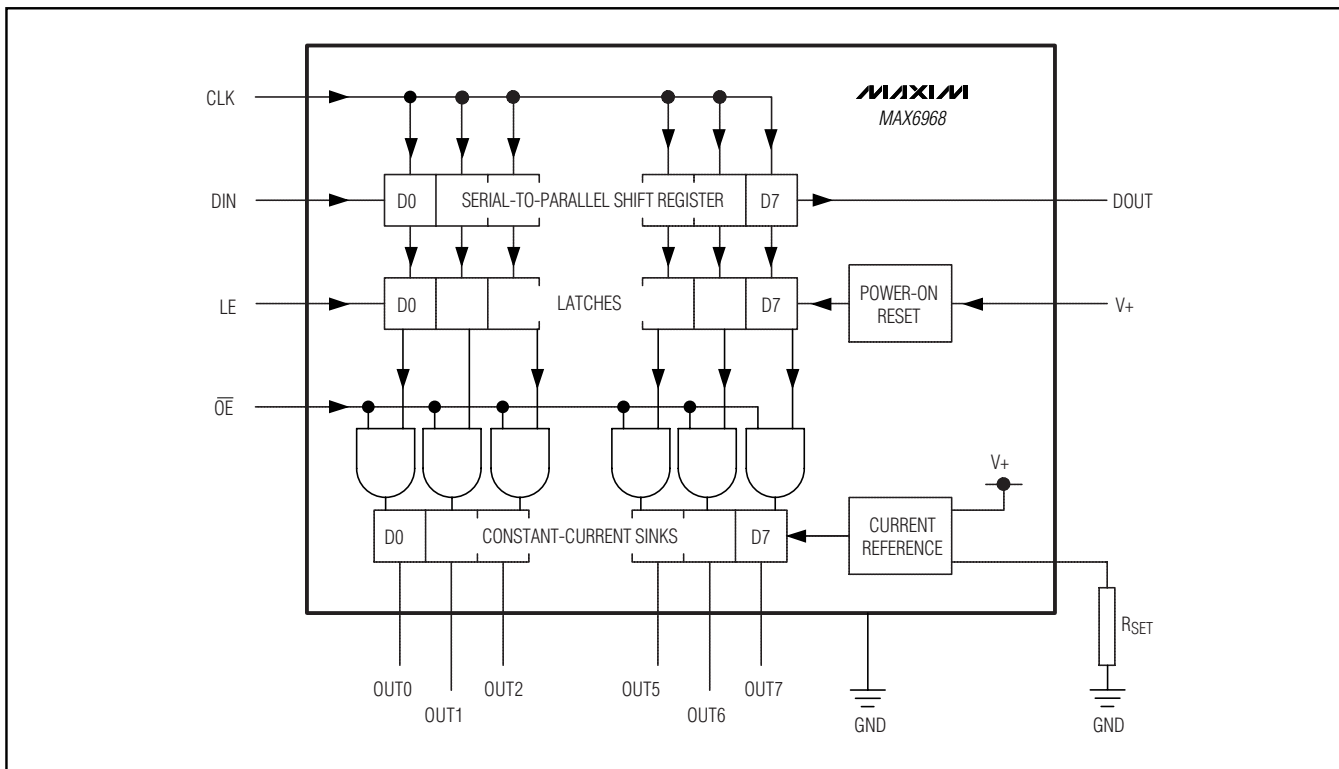 MAXIM
MAX6968
CLK
DIN
D0
SERIAL-TO-PARALLEL SHIFT REGISTER
D7
DOUT
LE
D0
LATCHES
D7
POWER-ON
RESET
V+
O̅E̅
V+
D0
CONSTANT-CURRENT SINKS
D7
CURRENT
REFERENCE
RSET
OUT0
OUT1
OUT2
OUT5
OUT6
OUT7
GND
GND